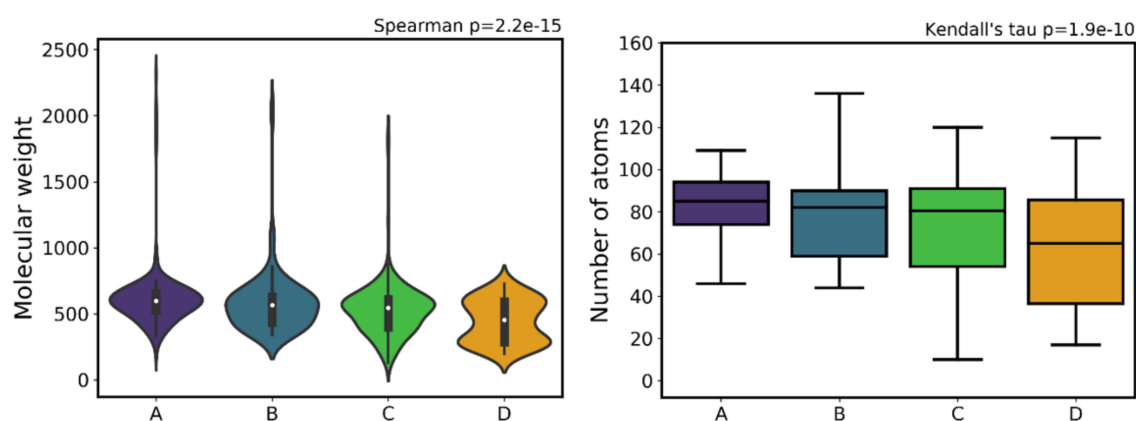 Spearman p=2.2e-15
Molecular weight
2500
2000
1500
1000
500
0
A B C D
Kendall's tau p=1.9e-10
Number of atoms
160
140
120
100
80
60
40
20
0
A B C D